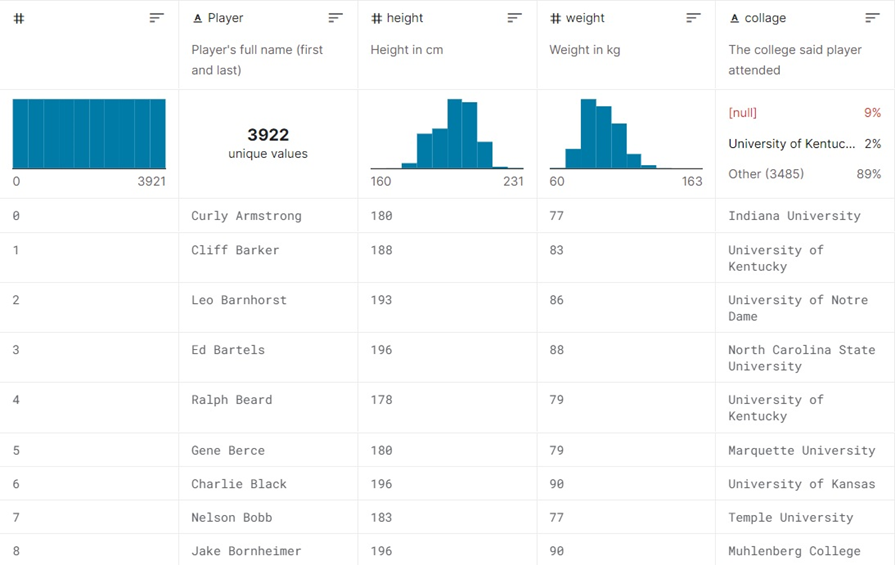 #
Player
# height
# weight
collage
Player's full name (first
and last)
Height in cm
Weight in kg
The college said player
attended
3922
unique values
[null] 9%
University of Kentuc... 2%
Other (3485) 89%
0 3921
160 231
60 163
0 Curly Armstrong 180 77 Indiana University
1 Cliff Barker 188 83 University of
Kentucky
2 Leo Barnhorst 193 86 University of Notre
Dame
3 Ed Bartels 196 88 North Carolina State
University
4 Ralph Beard 178 79 University of
Kentucky
5 Gene Berce 180 79 Marquette University
6 Charlie Black 196 90 University of Kansas
7 Nelson Bobb 183 77 Temple University
8 Jake Bornheimer 196 90 Muhlenberg College